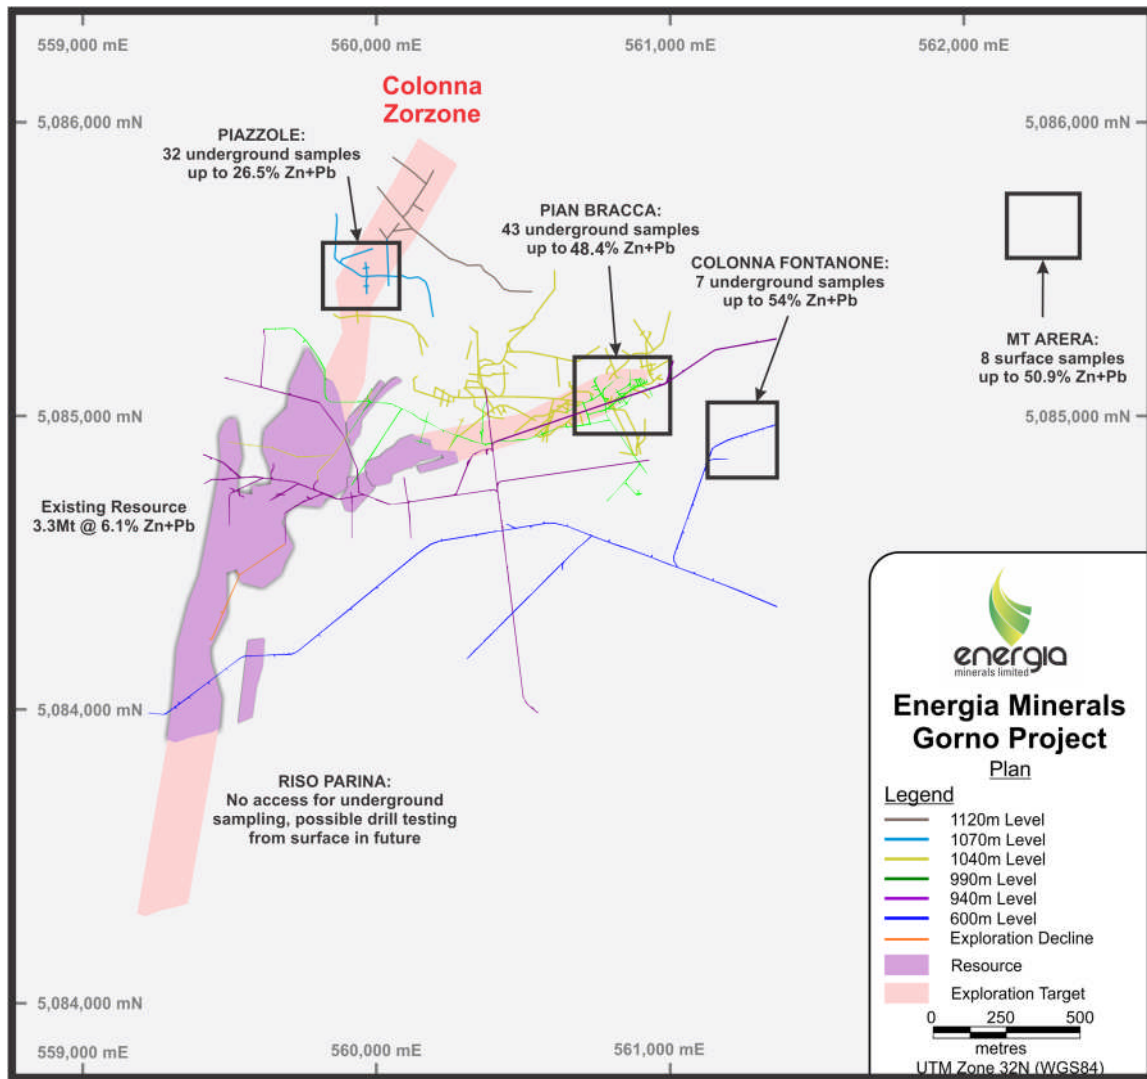 559,000 mE
560,000 mE
561,000 mE
562,000 mE
Colonna
Zorzone
5,086,000 mN
5,086,000 mN
PIAZZOLE:
32 underground samples
up to 26.5% Zn+Pb
PIAN BRACCA:
43 underground samples
up to 48.4% Zn+Pb
COLONNA FONTANONE:
7 underground samples
up to 54% Zn+Pb
MT ARERA:
8 surface samples
up to 50.9% Zn+Pb
5,085,000 mN
5,085,000 mN
Existing Resource
3.3Mt @ 6.1% Zn+Pb
5,084,000 mN
RISO PARINA:
No access for underground
sampling, possible drill testing
from surface in future
5,084,000 mN
559,000 mE
560,000 mE
561,000 mE
energia
minerals limited
Energia Minerals
Gorno Project
Plan
Legend
1120m Level
1070m Level
1040m Level
990m Level
940m Level
600m Level
Exploration Decline
Resource
Exploration Target
0 250 500
metres
UTM Zone 32N (WGS84)